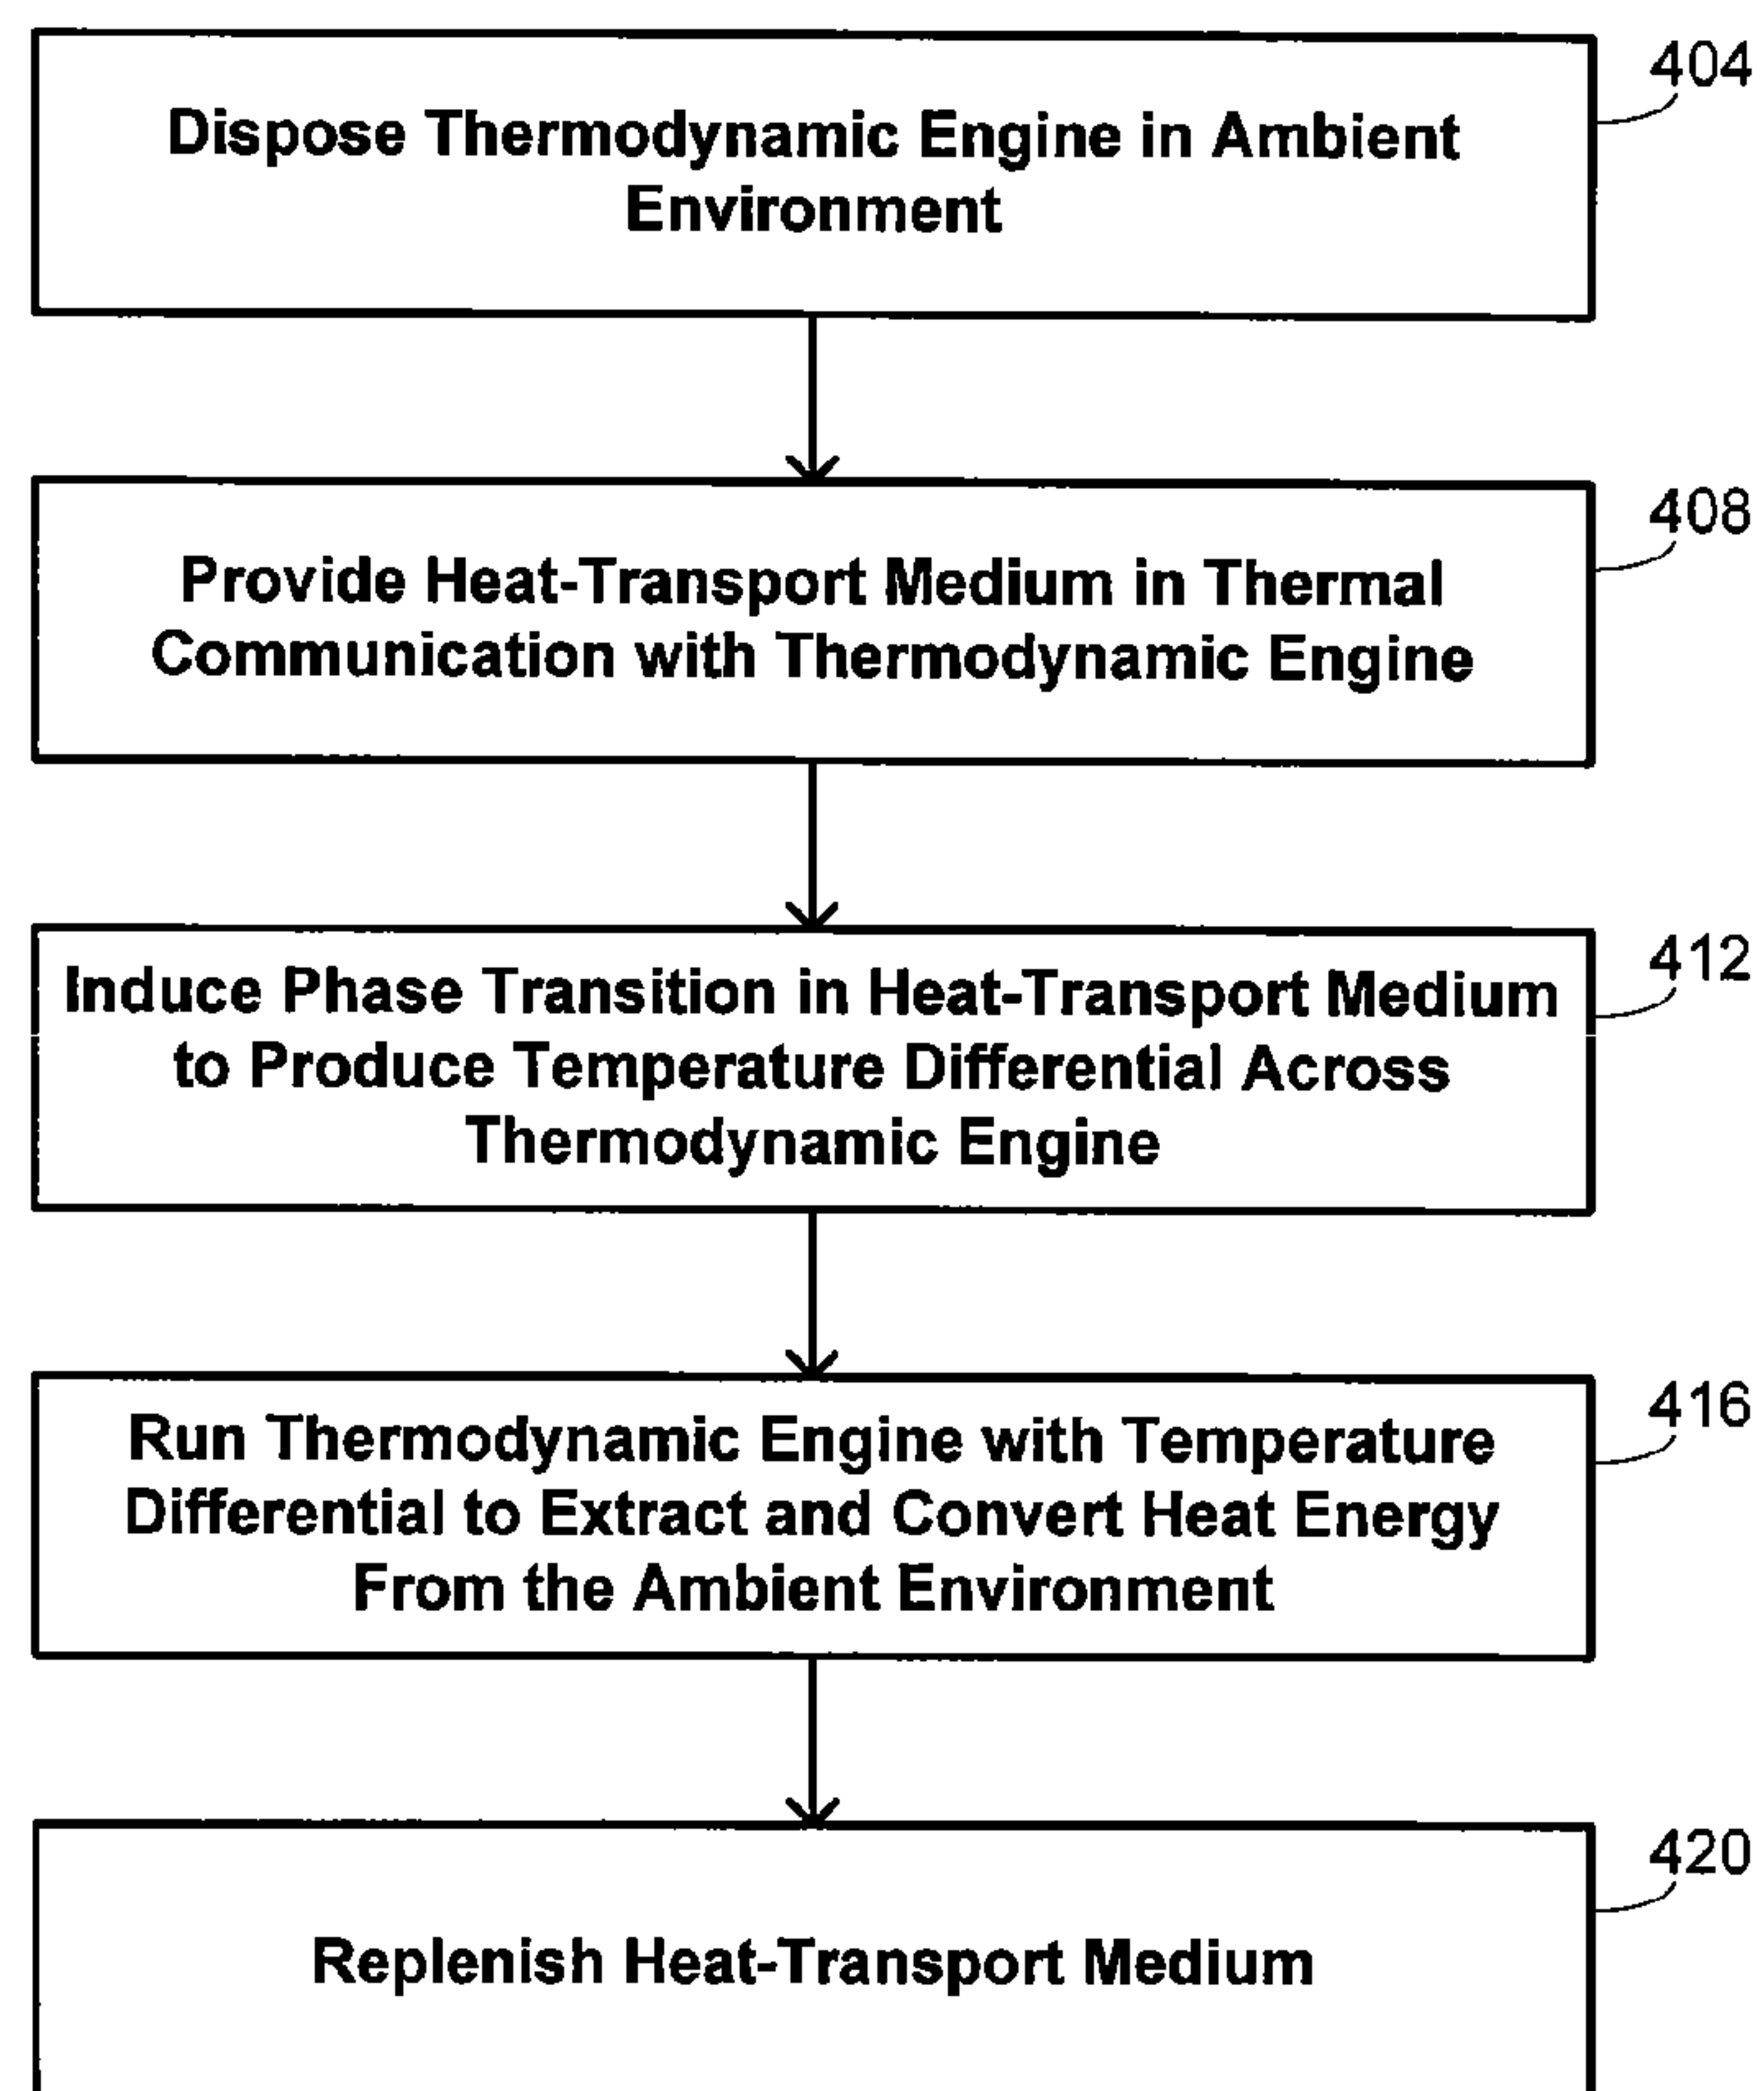 404
Dispose Thermodynamic Engine in Ambient
Environment
408
Provide Heat-Transport Medium in Thermal
Communication with Thermodynamic Engine
412
Induce Phase Transition in Heat-Transport Medium
to Produce Temperature Differential Across
Thermodynamic Engine
416
Run Thermodynamic Engine with Temperature
Differential to Extract and Convert Heat Energy
From the Ambient Environment
420
Replenish Heat-Transport Medium